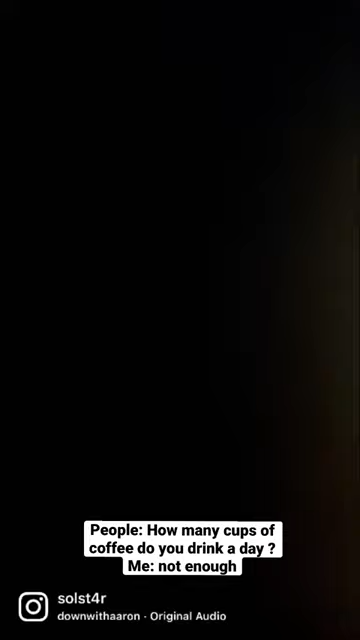 People: How many cups of
coffee do you drink a day ?
Me: not enough
solst4r
downwithaaron · Original Audio